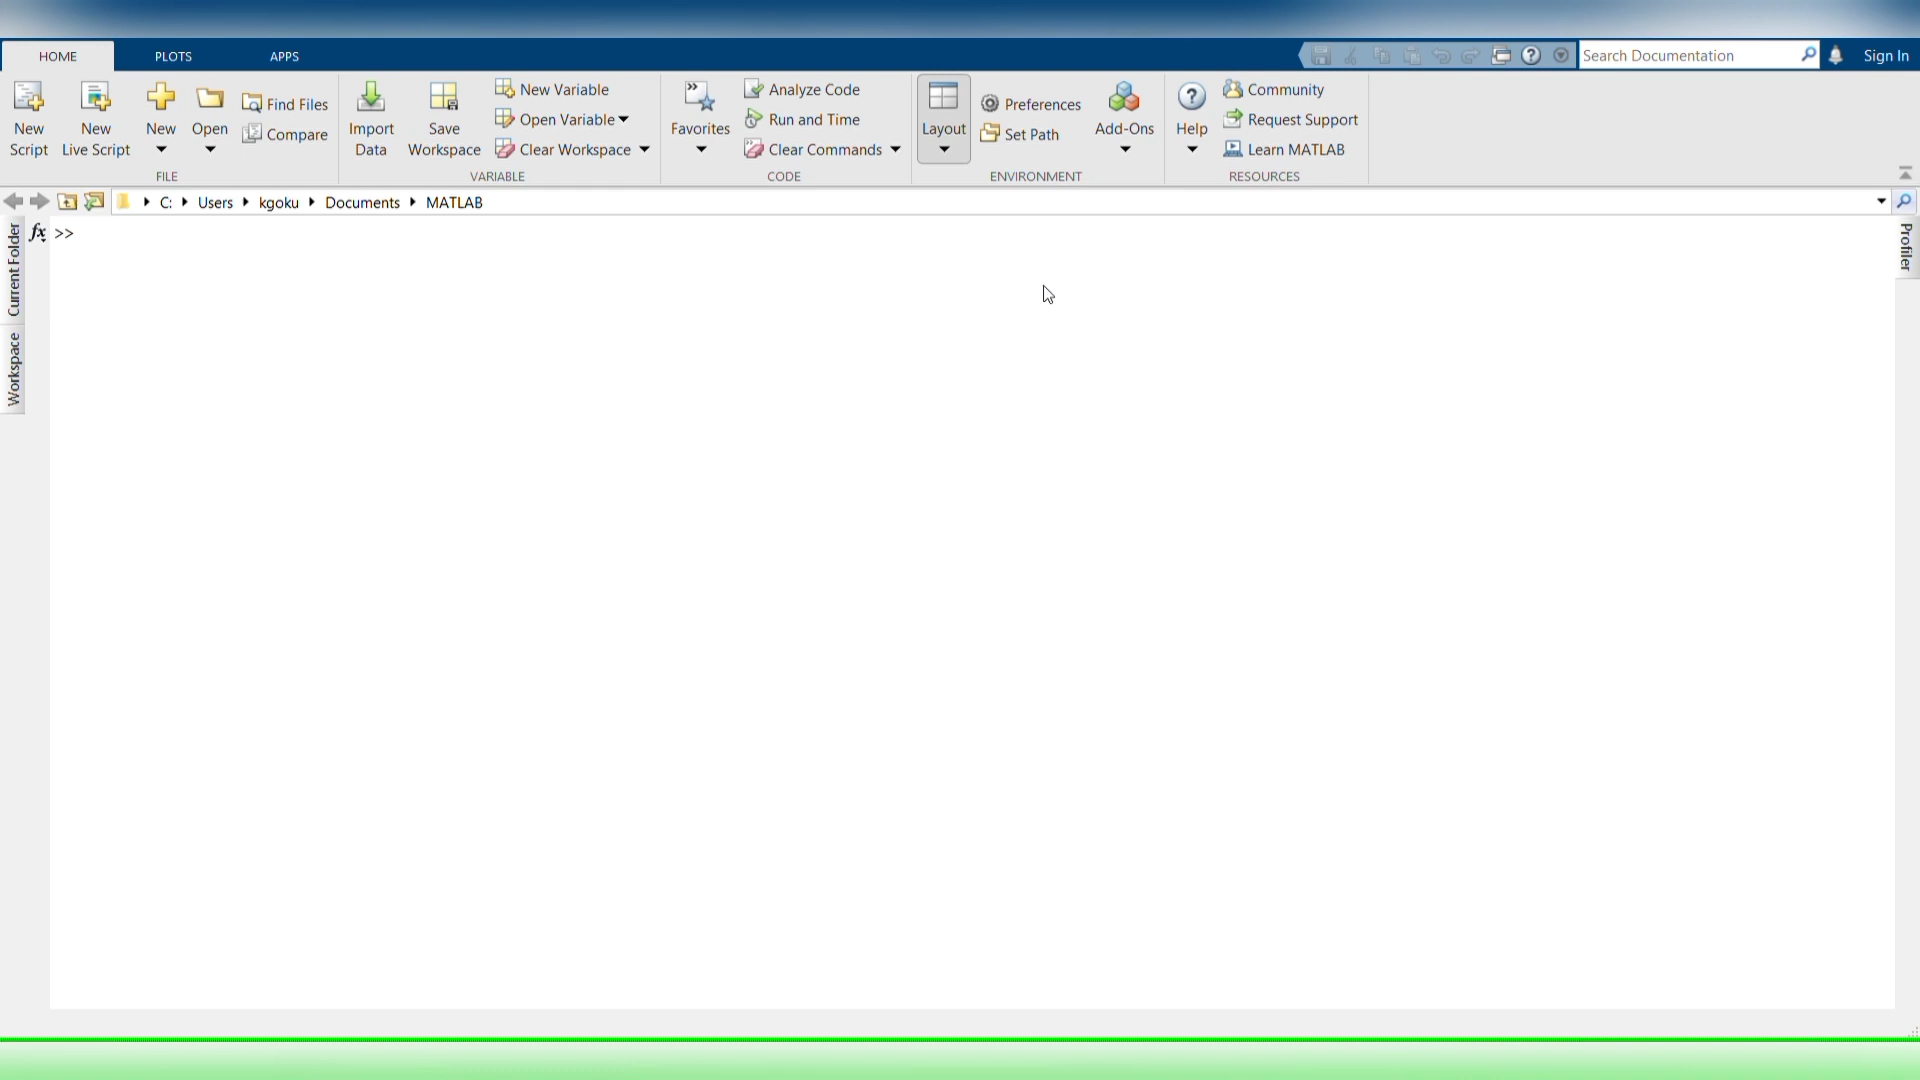 HOME PLOTS APPS Search Documentation Sign In
New Script
New Live Script
New
Open
Find Files
Compare
FILE
Import Data
Save Workspace
New Variable
Open Variable
Clear Workspace
VARIABLE
Favorites
Analyze Code
Run and Time
Clear Commands
CODE
Layout
Preferences
Set Path
Add-Ons
ENVIRONMENT
Help
Community
Request Support
Learn MATLAB
RESOURCES
C: Users kgoku Documents MATLAB
Current Folder
Workspace
fx >>
Profiler